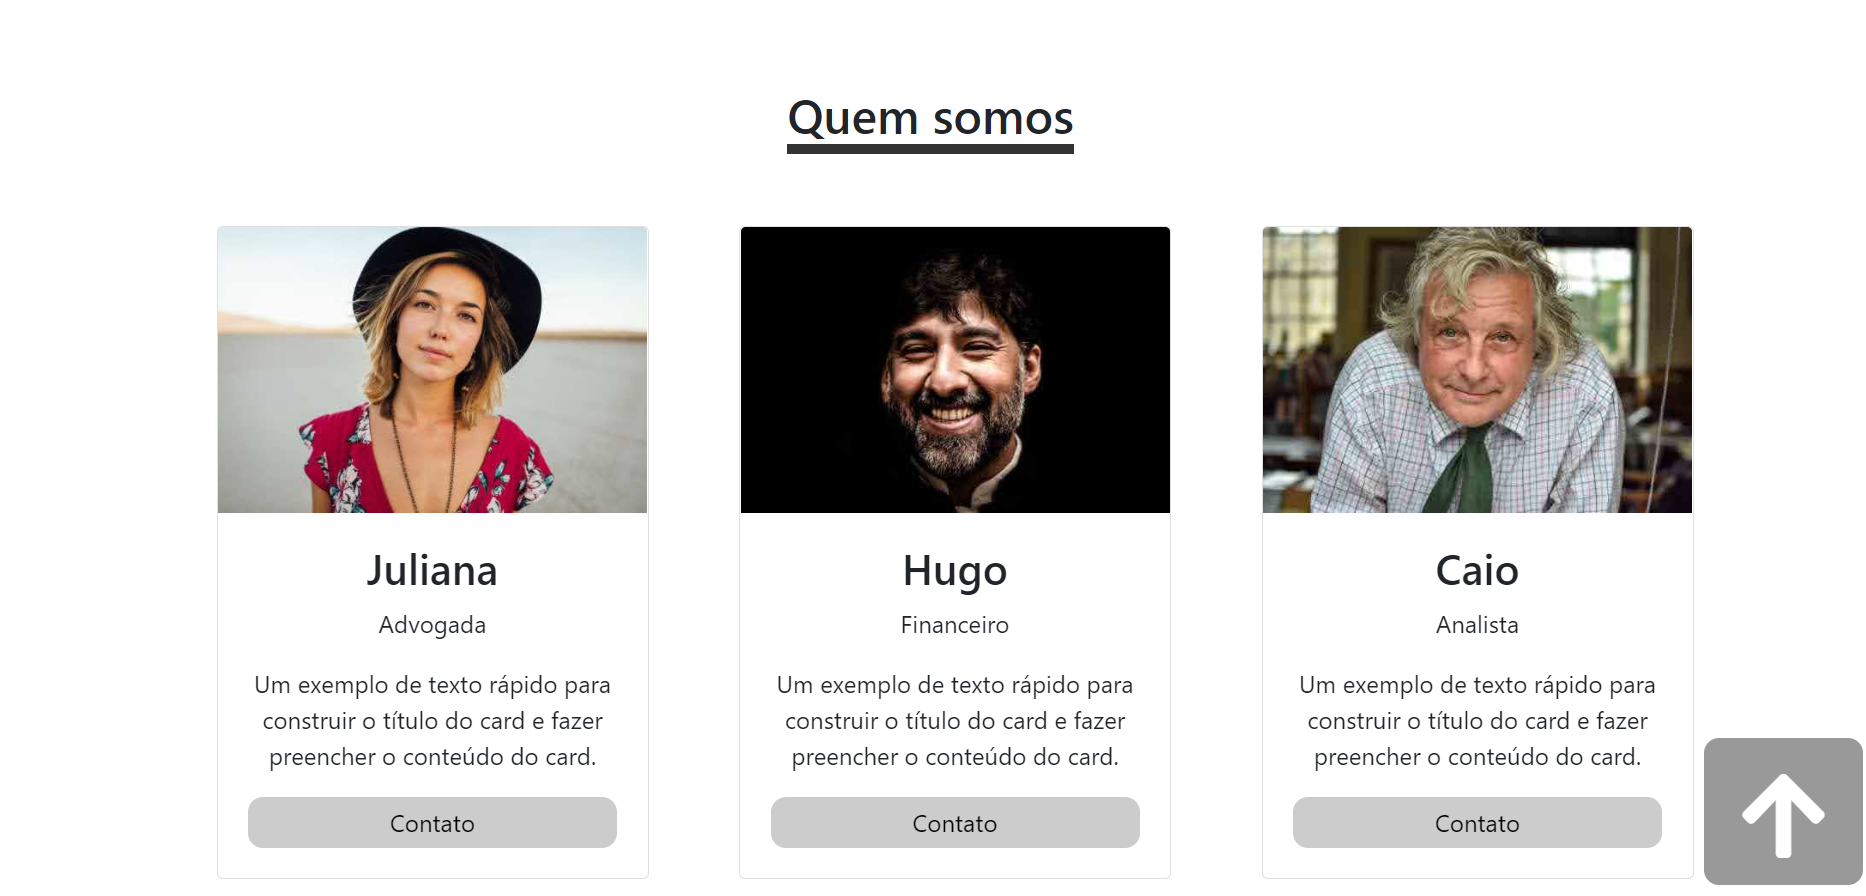 Quem somos
Juliana
Advogada
Um exemplo de texto rápido para
construir o título do card e fazer
preencher o conteúdo do card.
Contato
Hugo
Financeiro
Um exemplo de texto rápido para
construir o título do card e fazer
preencher o conteúdo do card.
Contato
Caio
Analista
Um exemplo de texto rápido para
construir o título do card e fazer
preencher o conteúdo do card.
Contato